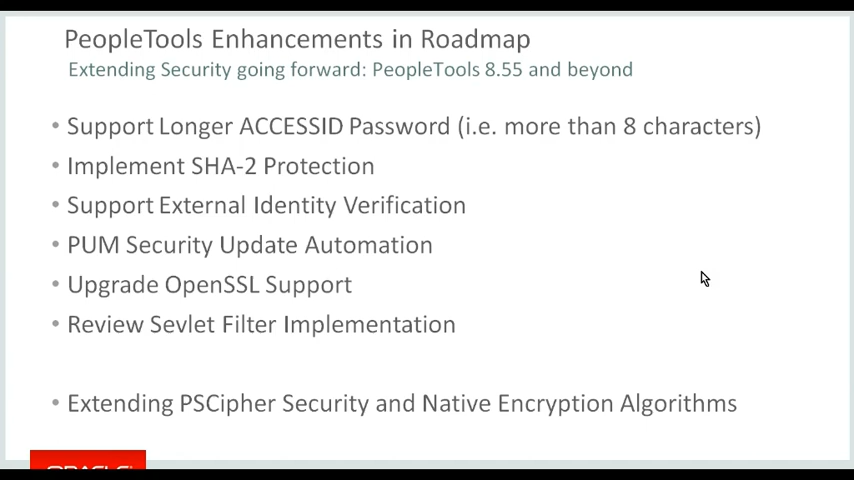 PeopleTools Enhancements in Roadmap
Extending Security going forward: PeopleTools 8.55 and beyond
• Support Longer ACCESSID Password (i.e. more than 8 characters)
• Implement SHA-2 Protection
• Support External Identity Verification
• PUM Security Update Automation
• Upgrade OpenSSL Support
• Review Sevlet Filter Implementation
• Extending PSCipher Security and Native Encryption Algorithms
ORACLE